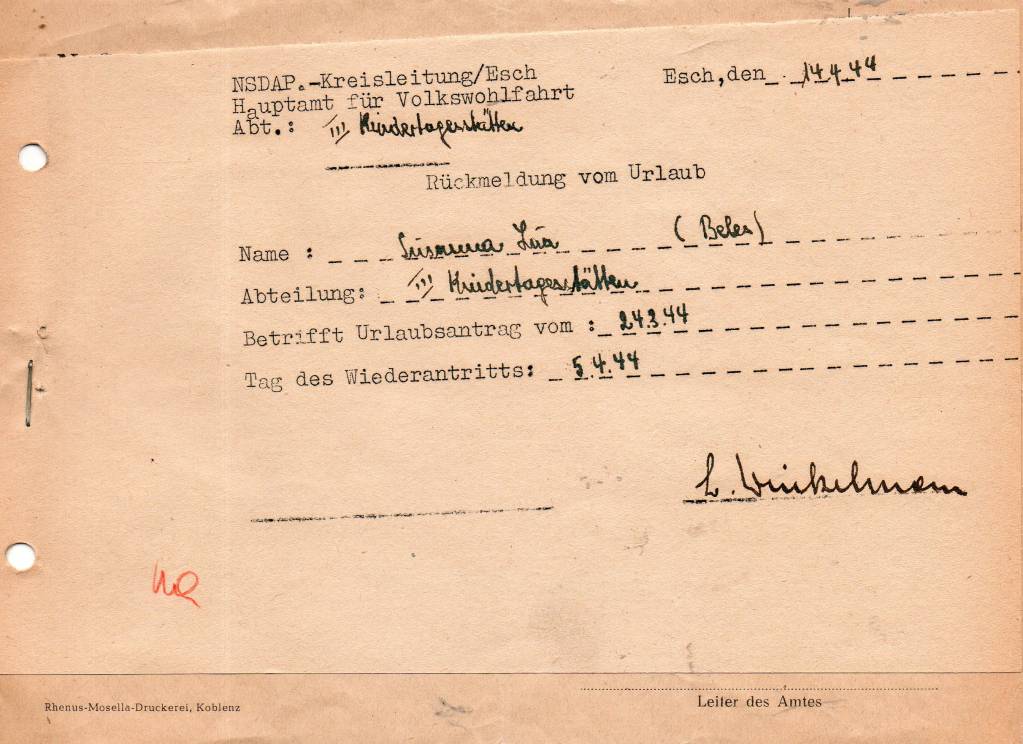 NSDAP.-Kreisleitung/Esch
Esch,den 14.4.44
Hauptamt für Volkswohlfahrt
Abt.: III Kindertagesstätten
Rückmeldung vom Urlaub
Name : Susanna (Beles)
Abteilung: III Kindertagesstätten
Betrifft Urlaubsantrag vom : 24.3.44
Tag des Wiederantritts: 5.4.44
L. Winkelmann
Rhenus-Mosella-Druckerei, Koblenz
Leiter des Amtes